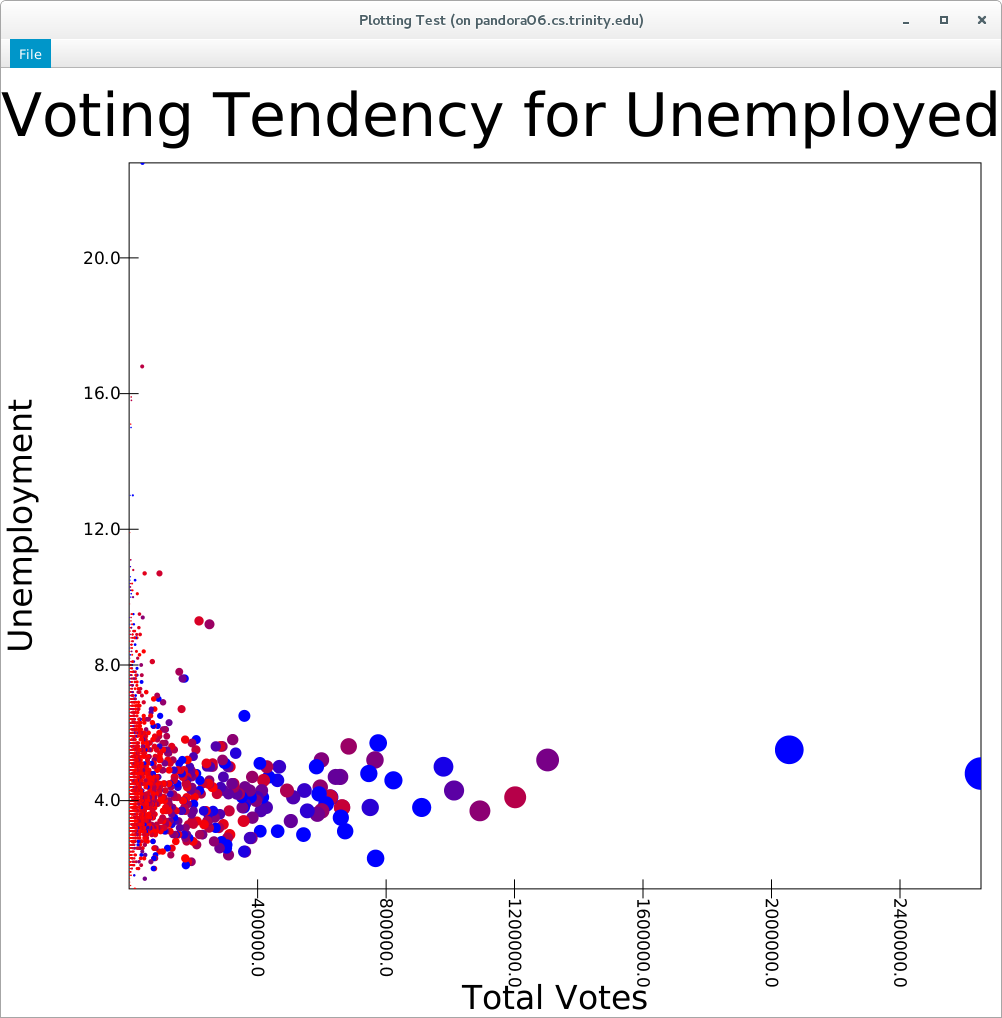 Plotting Test (on pandora06.cs.trinity.edu)
File
Voting Tendency for Unemployed
Unemployment
20.0
16.0
12.0
8.0
4.0
400000.0
800000.0
1200000.0
1600000.0
2000000.0
2400000.0
Total Votes